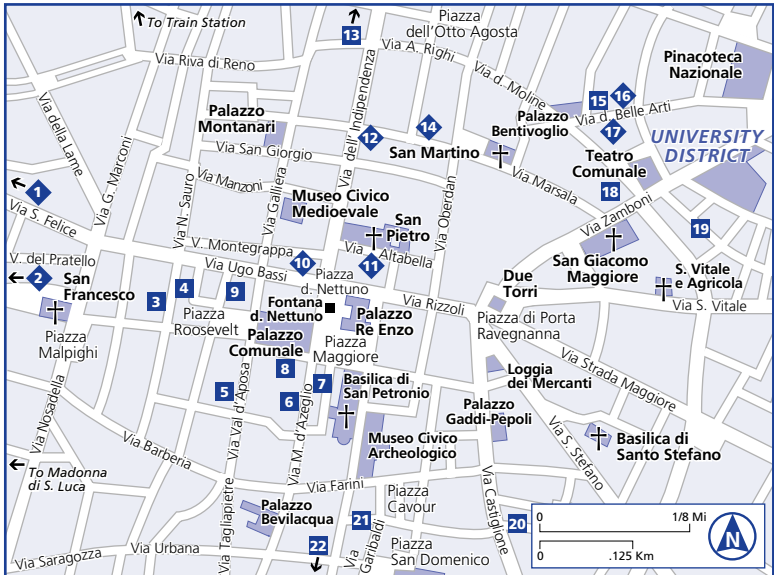 To Train Station
13
Piazza
dell'Otto Agosta
Via A. Righi
Via Riva di Reno
Via d. Moline
Pinacoteca
Nazionale
Via della Lame
Via G. Marconi
Palazzo
Montanari
Via dell' Indipendenza
12
14
15
16
Via d. Belle Arti
17
Palazzo
Bentivoglio
UNIVERSITY
DISTRICT
Via San Giorgio
San Martino
Teatro
Comunale
18
Via Marsala
Via Zamboni
1
Via S. Felice
Via N. Sauro
Via Manzoni
Via Galliera
Museo Civico
Medioevale
Via Oberdan
San
Pietro
19
San Giacomo
Maggiore
V. Montegrappa
10
Via Altabella
11
V. del Pratello
2
San
Francesco
Via Ugo Bassi
Piazza
d. Nettuno
Due
Torri
S. Vitale
e Agricola
Via S. Vitale
3
4
9
Fontana
d. Nettuno
Via Rizzoli
Piazza
Roosevelt
Palazzo
Re Enzo
Piazza di Porta
Ravegnanna
Piazza
Malpighi
Palazzo
Comunale
Piazza
Maggiore
Via Strada Maggiore
8
7
Basilica di
San Petronio
Loggia
dei Mercanti
5
6
Via Nosadella
Via Val d'Aposa
Via M. d'Azeglio
Palazzo
Gaddi-Pepoli
Via S. Stefano
Basilica di
Santo Stefano
Via Barberia
Museo Civico
Archeologico
To Madonna
di S. Luca
Via Farini
Via Castiglione
Palazzo
Bevilacqua
Piazza
Cavour
Via Tagliapietre
21
20
22
Via Garibaldi
Via Saragozza
Via Urbana
Piazza
San Domenico
0
1/8 Mi
0
.125 Km
N